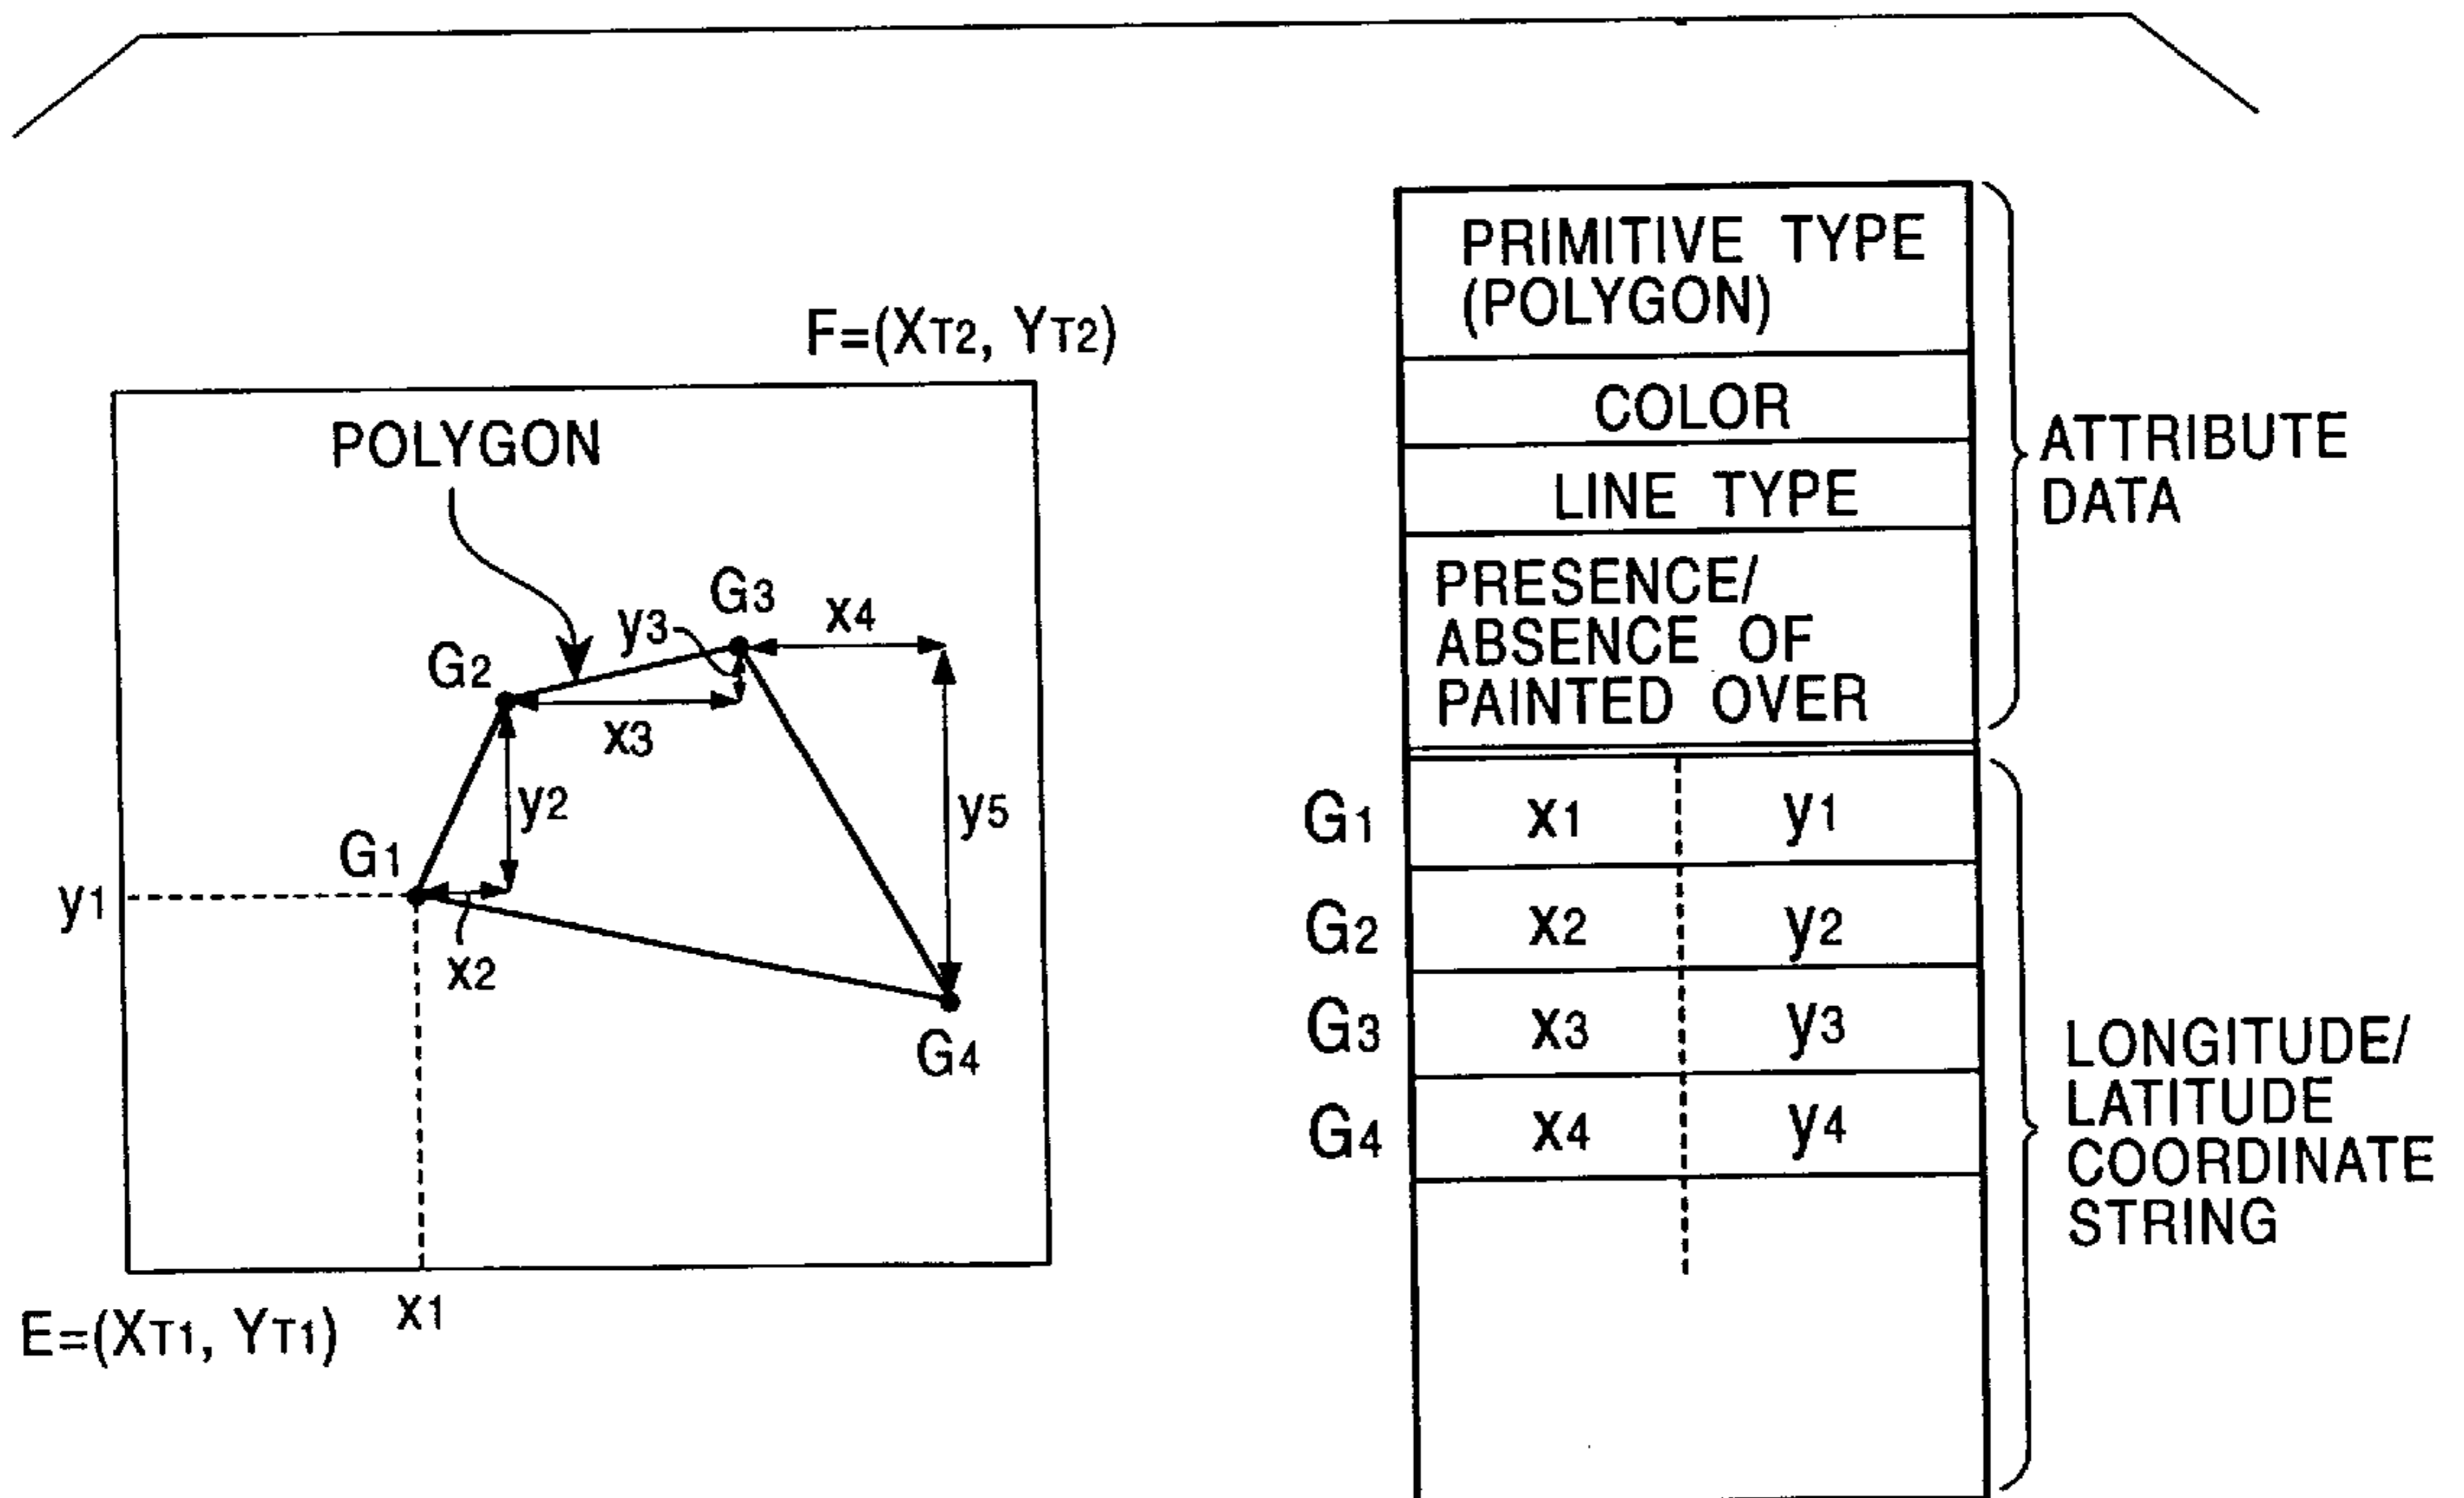 F=(XT2, YT2)
POLYGON
G3
y3
x4
G2
x3
y2
y5
G1
y1
x2
G4
x1
E=(XT1, YT1)
PRIMITIVE TYPE
(POLYGON)
COLOR
LINE TYPE
PRESENCE/
ABSENCE OF
PAINTED OVER
ATTRIBUTE
DATA
G1 x1 y1
G2 x2 y2
G3 x3 y3
G4 x4 y4
LONGITUDE/
LATITUDE
COORDINATE
STRING